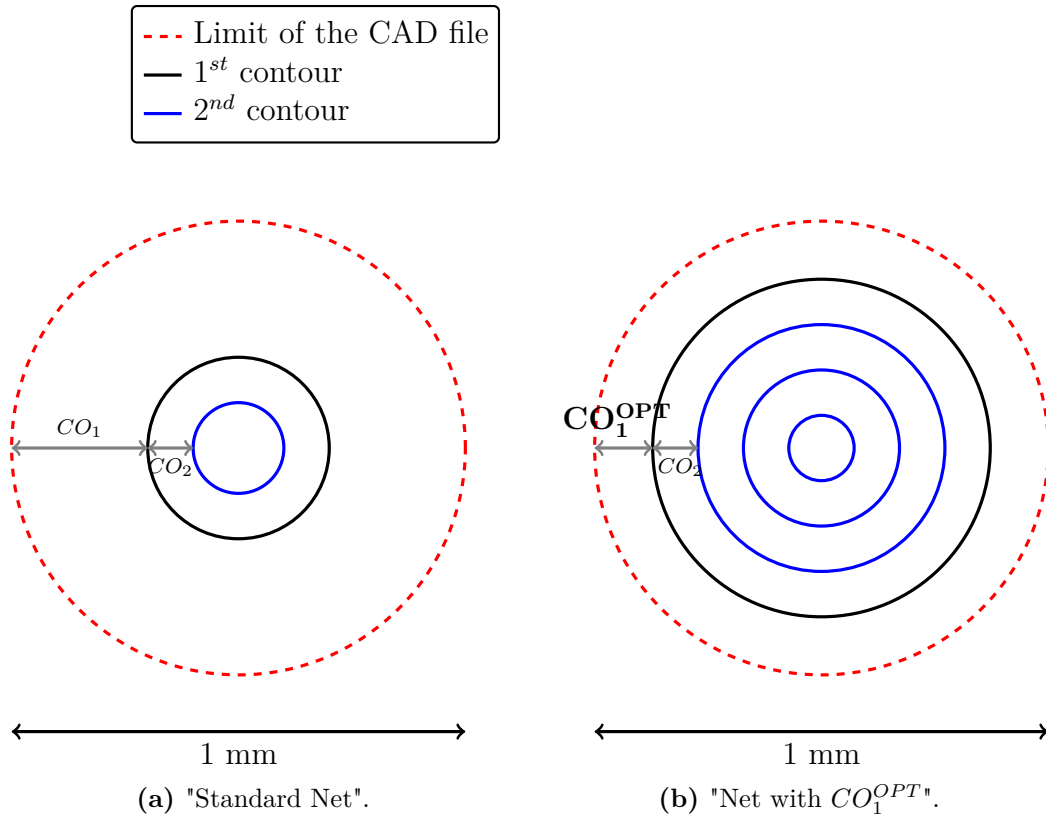 Limit of the CAD file
1st contour
2nd contour
CO1
CO2
CO1OPT
CO2
1 mm
1 mm
(a) "Standard Net".
(b) "Net with CO1OPT".